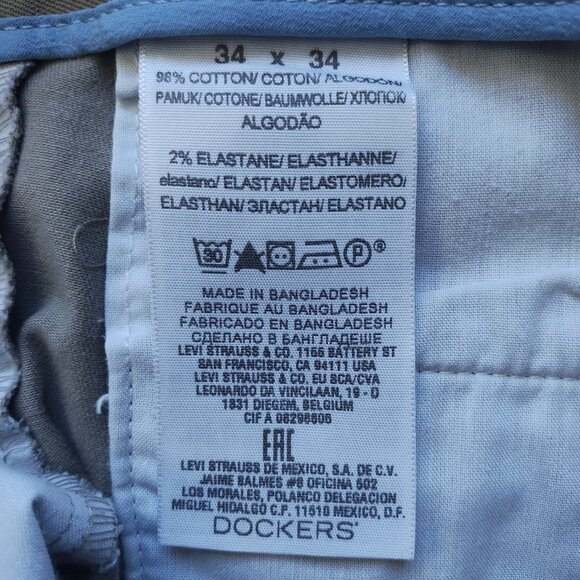 34 x 34
98% COTTON/ COTON/ ALGODÓN/
PAMUK/ COTONE/ BAUMWOLLE/ ХЛОПОК/
ALGODÃO
2% ELASTANE/ ELASTHANNE/
elastano/ ELASTAN/ ELASTOMERO/
ELASTHAN/ ЭЛАСТАН/ ELASTANO
30 P ®
MADE IN BANGLADESH
FABRIQUE AU BANGLADESH
FABRICADO EN BANGLADESH
СДЕЛАНО В БАНГЛАДЕШЕ
LEVI STRAUSS & CO. 1155 BATTERY ST
SAN FRANCISCO, CA 94111 USA
LEVI STRAUSS & CO. EU SCA/CVA
LEONARDO DA VINCILAAN, 19 - D
1831 DIEGEM, BELGIUM
CIF A 08298606
EAC
LEVI STRAUSS DE MEXICO, S.A. DE C.V.
JAIME BALMES #8 OFICINA 502
LOS MORALES, POLANCO DELEGACION
MIGUEL HIDALGO C.P. 11510 MEXICO, D.F.
DOCKERS®